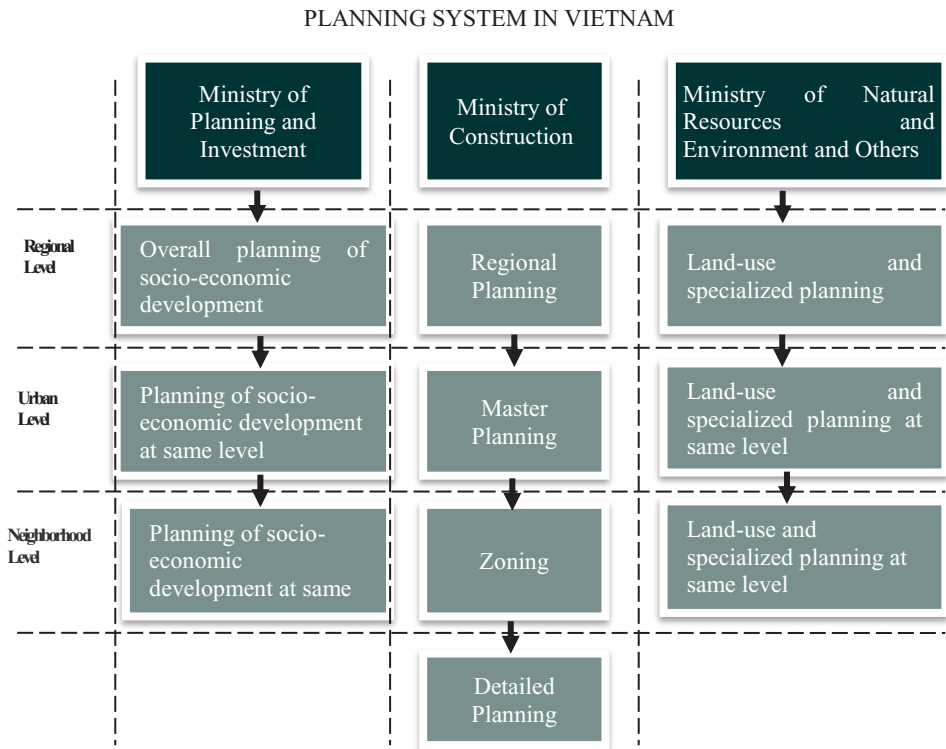 PLANNING SYSTEM IN VIETNAM
Ministry of
Planning and
Investment
Ministry of
Construction
Ministry of Natural
Resources and
Environment and Others
Regional
Level
Overall planning of
socio-economic
development
Regional
Planning
Land-use and
specialized planning
Urban
Level
Planning of socio-
economic development
at same level
Master
Planning
Land-use and
specialized planning at
same level
Neighborhood
Level
Planning of socio-
economic
development at same
Zoning
Land-use and
specialized planning at
same level
Detailed
Planning